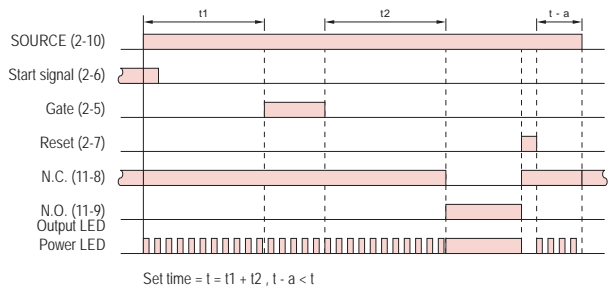 t1 t2 t - a
SOURCE (2-10)
Start signal (2-6)
Gate (2-5)
Reset (2-7)
N.C. (11-8)
N.O. (11-9)
Output LED
Power LED
Set time = t = t1 + t2 , t - a < t